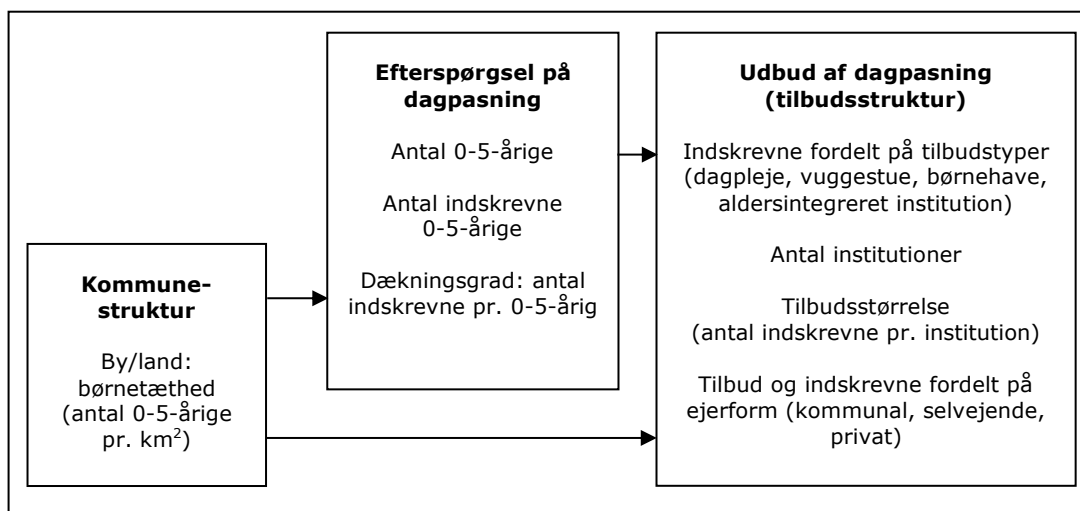 Kommune-
struktur
By/land:
børnetæthed
(antal 0-5-årige
pr. km²)
Efterspørgsel på
dagpasning
Antal 0-5-årige
Antal indskrevne
0-5-årige
Dækningsgrad: antal
indskrevne pr. 0-5-årig
Udbud af dagpasning
(tilbudsstruktur)
Indskrevne fordelt på tilbudstyper
(dagpleje, vuggestue, børnehave,
aldersintegreret institution)
Antal institutioner
Tilbudsstørrelse
(antal indskrevne pr. institution)
Tilbud og indskrevne fordelt på
ejerform (kommunal, selvejende,
privat)